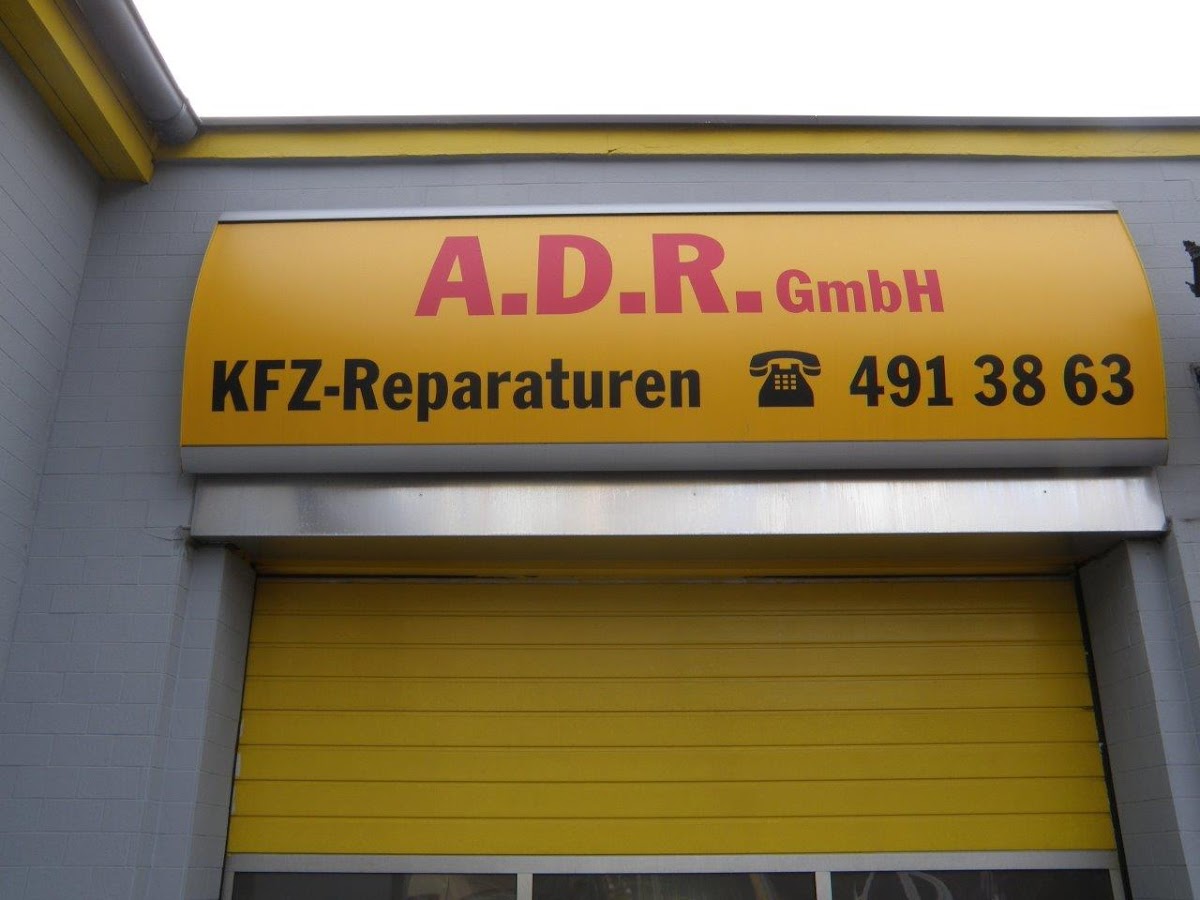 A.D.R. GmbH
KFZ-Reparaturen ☎ 491 38 63